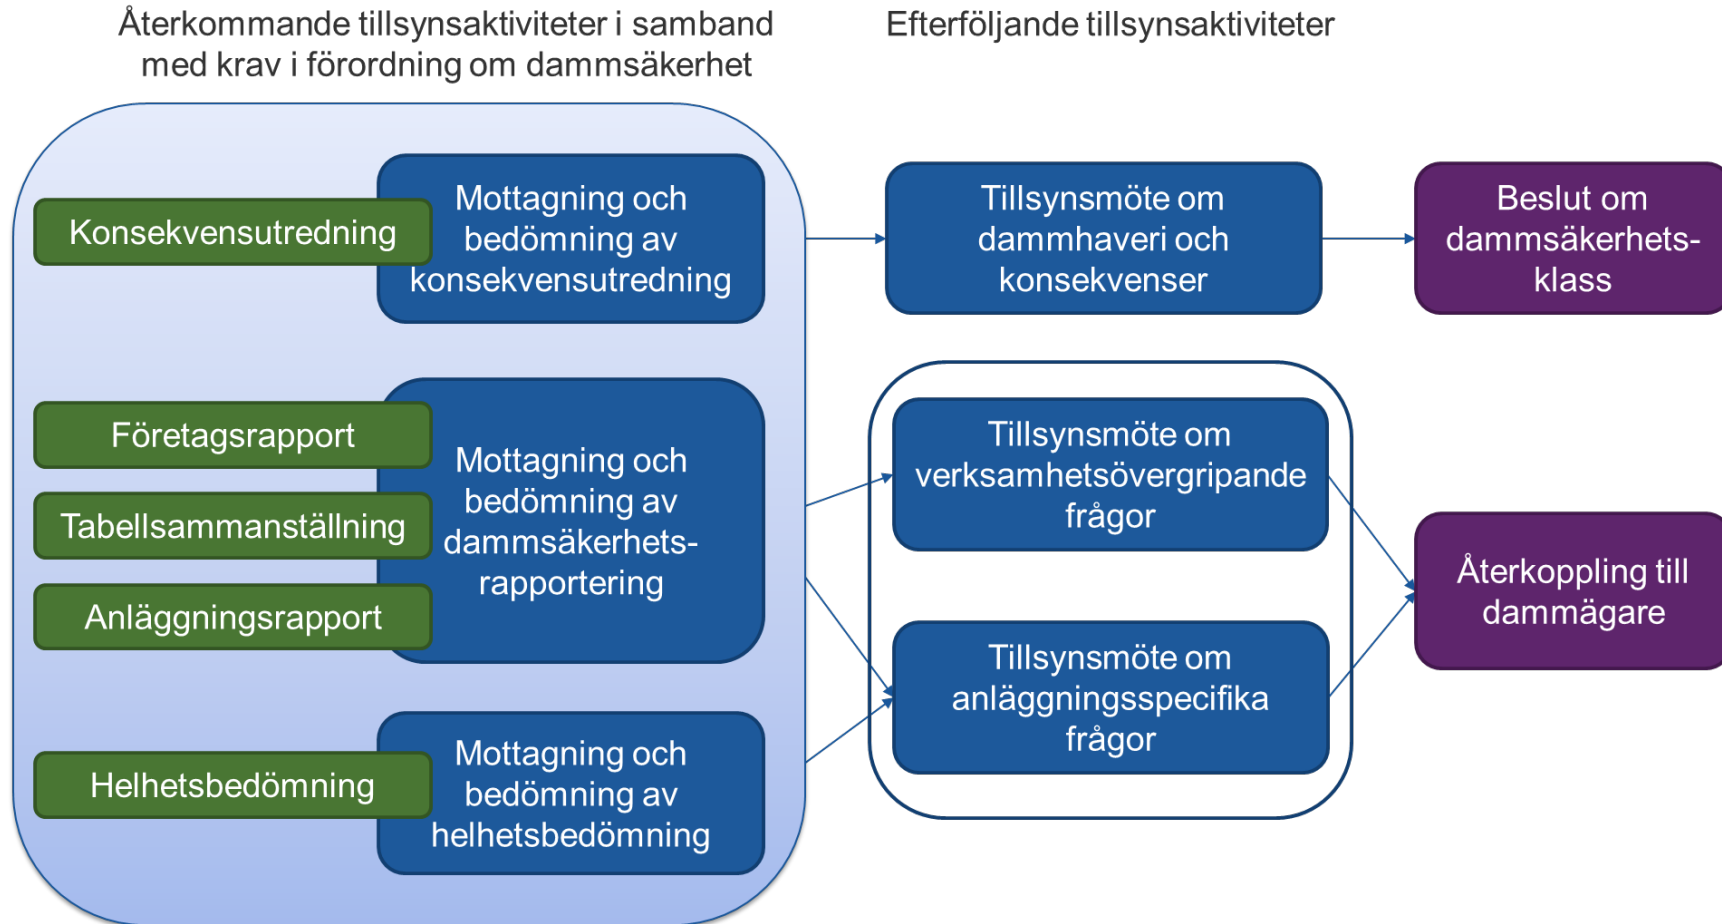 Återkommande tillsynsaktiviteter i samband
med krav i förordning om dammsäkerhet
Efterföljande tillsynsaktiviteter
Konsekvensutredning
Mottagning och
bedömning av
konsekvensutredning
Tillsynsmöte om
dammhaveri och
konsekvenser
Beslut om
dammsäkerhets-
klass
Företagsrapport
Tabellsammanställning
Anläggningsrapport
Mottagning och
bedömning av
dammsäkerhets-
rapportering
Tillsynsmöte om
verksamhetsövergripande
frågor
Tillsynsmöte om
anläggningsspecifika
frågor
Återkoppling till
dammägare
Helhetsbedömning
Mottagning och
bedömning av
helhetsbedömning